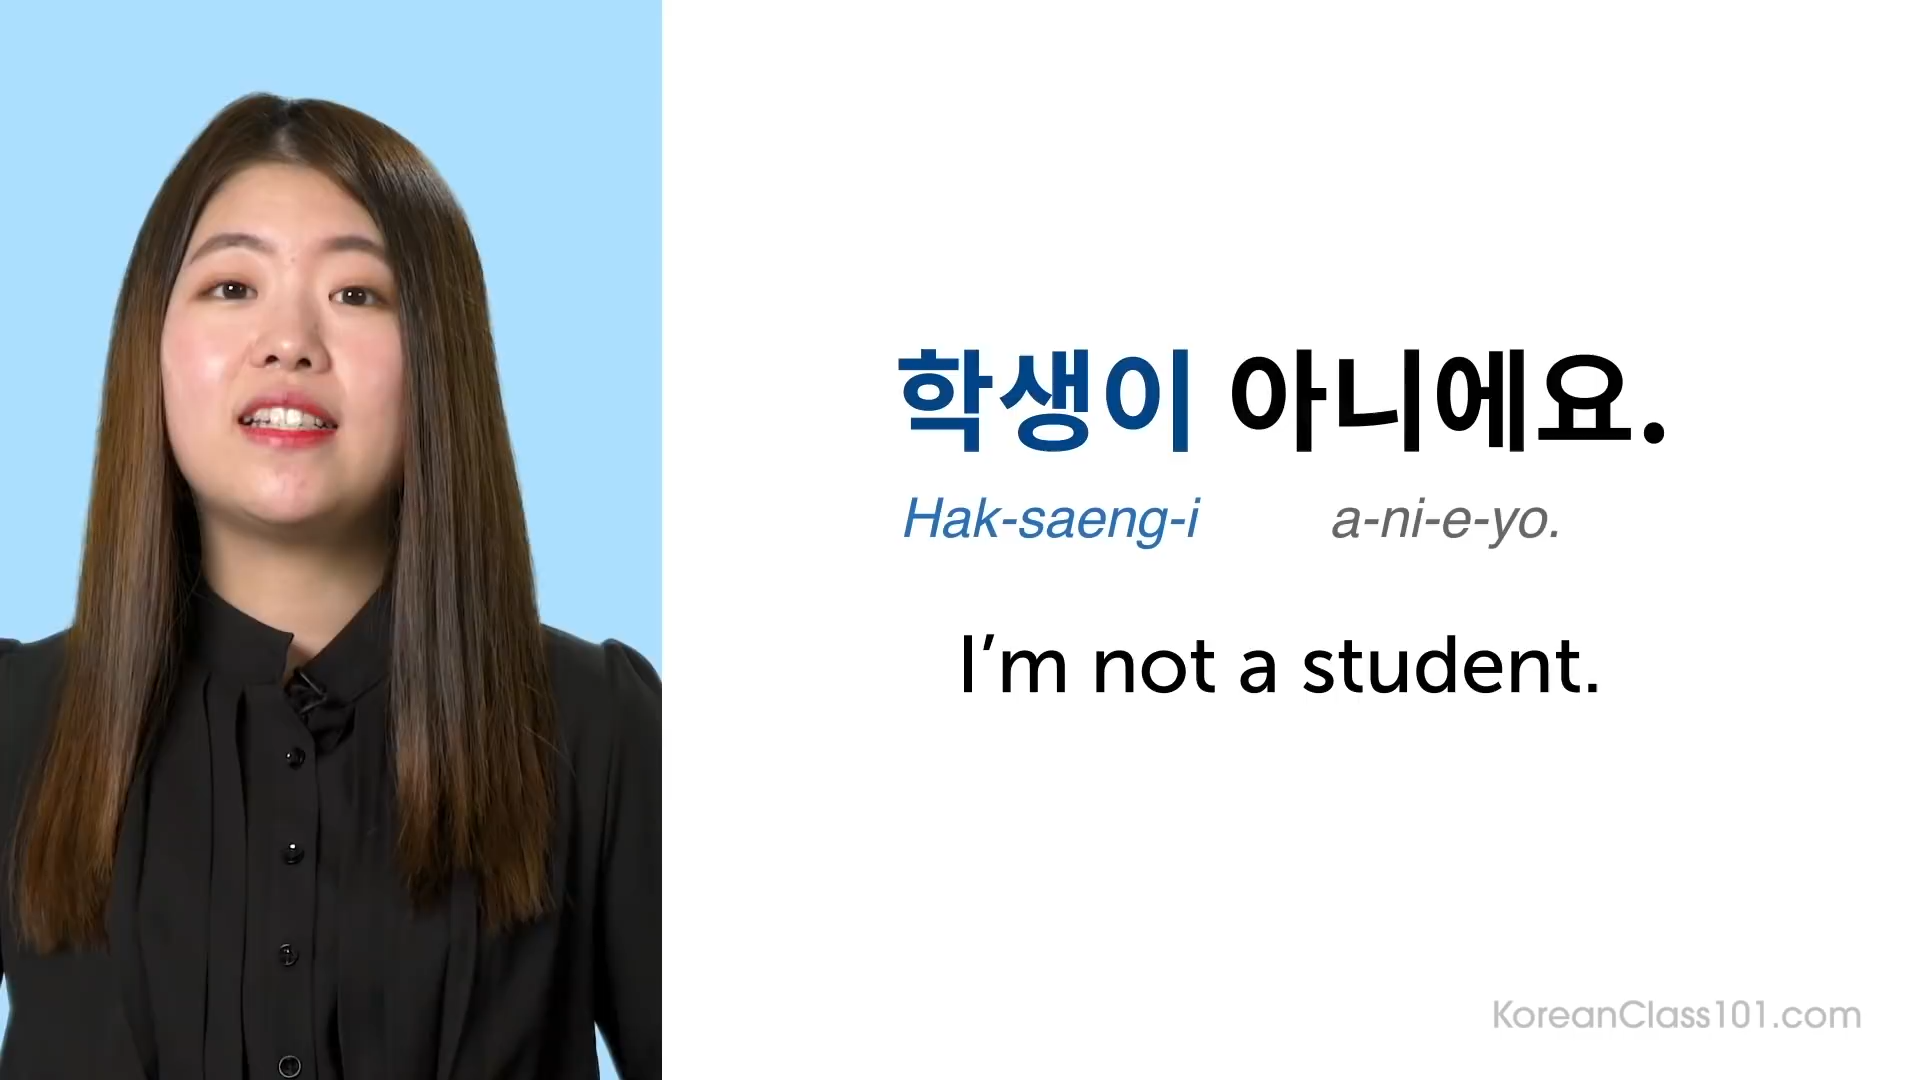 학생이 아니에요.
Hak-saeng-i a-ni-e-yo.
I’m not a student.
KoreanClass101.com